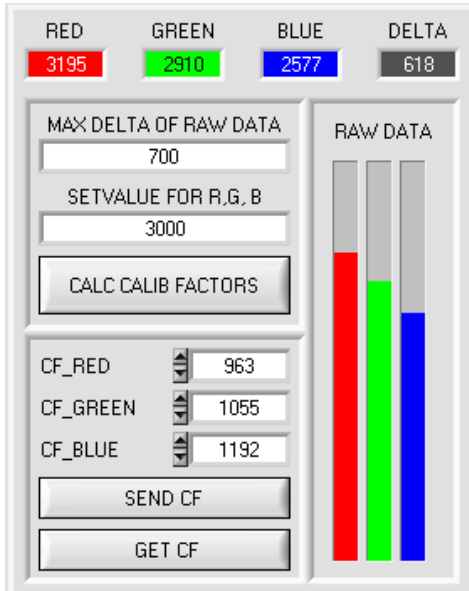 RED GREEN BLUE DELTA
3195 2910 2577 618
MAX DELTA OF RAW DATA
700
SETVALUE FOR R,G, B
3000
CALC CALIB FACTORS
RAW DATA
CF_RED 963
CF_GREEN 1055
CF_BLUE 1192
SEND CF
GET CF